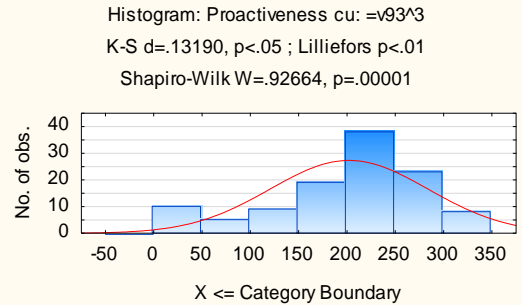 Histogram: Proactiveness cu: =v93^3
K-S d=.13190, p<.05 ; Lilliefors p<.01
Shapiro-Wilk W=.92664, p=.00001
No. of obs.
40
30
20
10
0
-50 0 50 100 150 200 250 300 350
X <= Category Boundary